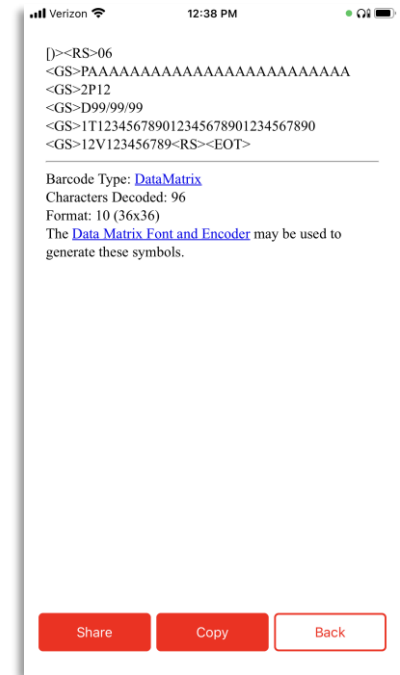 Verizon 12:38 PM
[)><RS>06
<GS>PAAAAAAAAAAAAAAAAAAAAAAAAA
<GS>2P12
<GS>D99/99/99
<GS>1T123456789012345678901234567890
<GS>12V123456789<RS><EOT>
Barcode Type: DataMatrix
Characters Decoded: 96
Format: 10 (36x36)
The Data Matrix Font and Encoder may be used to
generate these symbols.
Share Copy Back